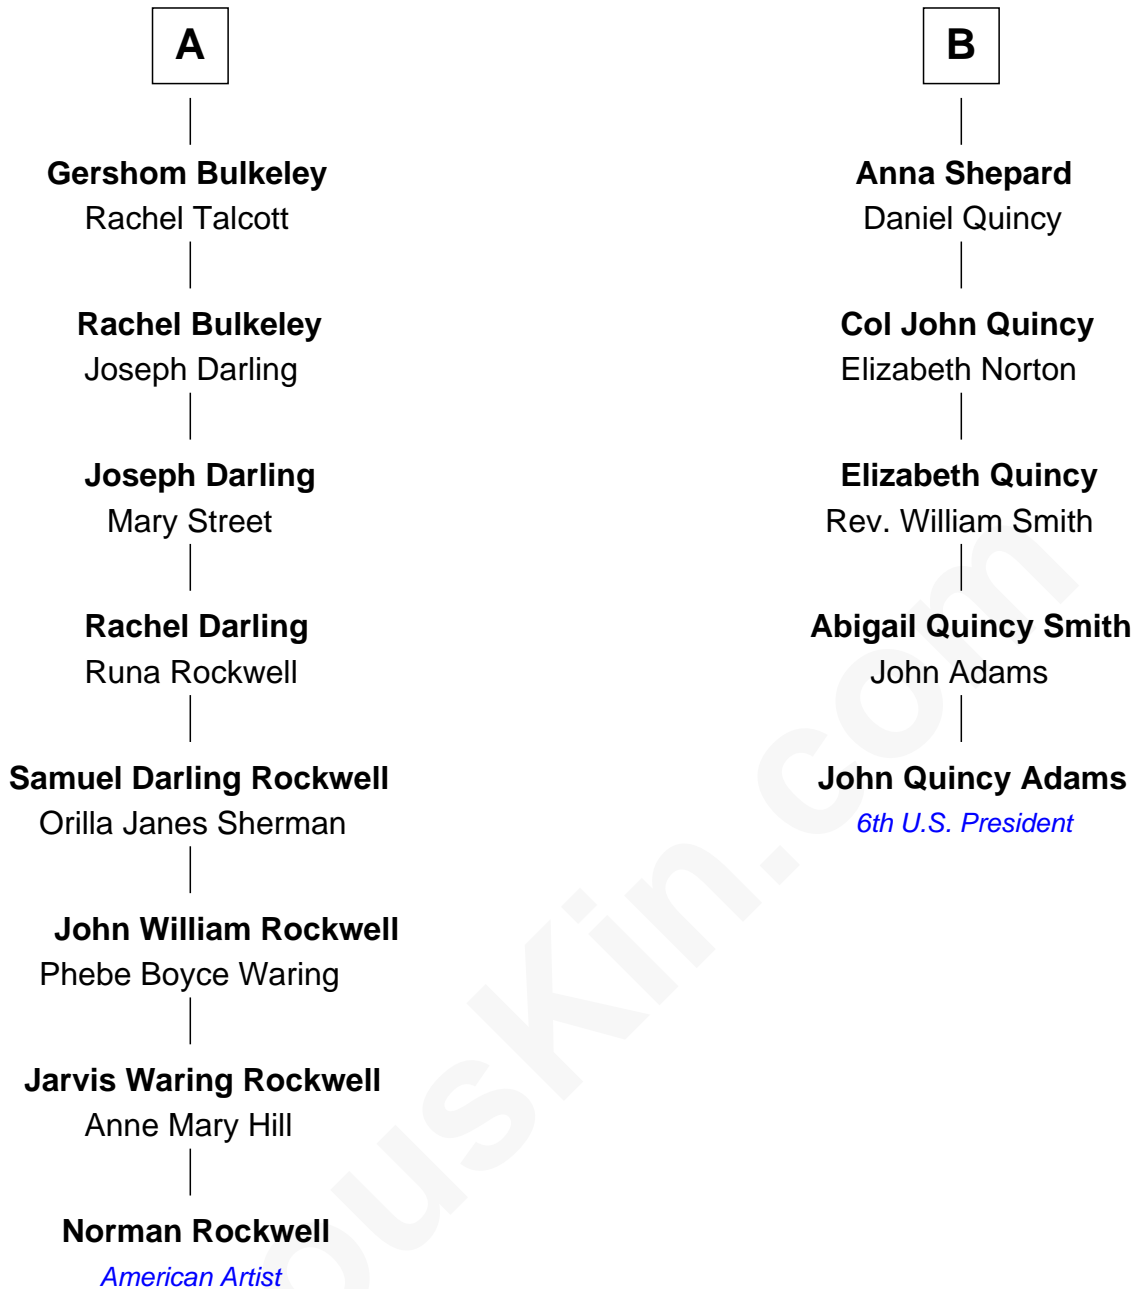 A
Gershom Bulkeley
Rachel Talcott
Rachel Bulkeley
Joseph Darling
Joseph Darling
Mary Street
Rachel Darling
Runa Rockwell
Samuel Darling Rockwell
Orilla Janes Sherman
John William Rockwell
Phebe Boyce Waring
Jarvis Waring Rockwell
Anne Mary Hill
Norman Rockwell
American Artist
B
Anna Shepard
Daniel Quincy
Col John Quincy
Elizabeth Norton
Elizabeth Quincy
Rev. William Smith
Abigail Quincy Smith
John Adams
John Quincy Adams
6th U.S. President
ousKin.com